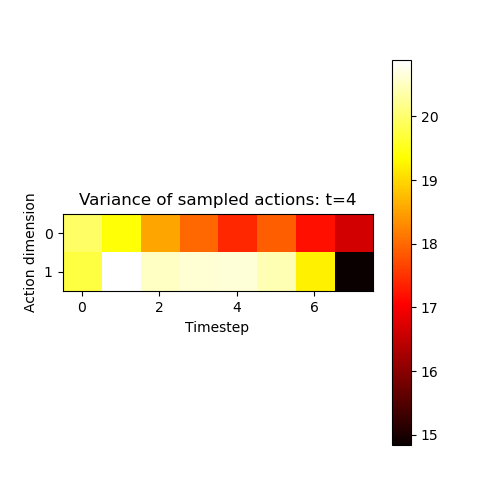 Variance of sampled actions: t=4
Action dimension
0
1
0 2 4 6
Timestep
20
19
18
17
16
15